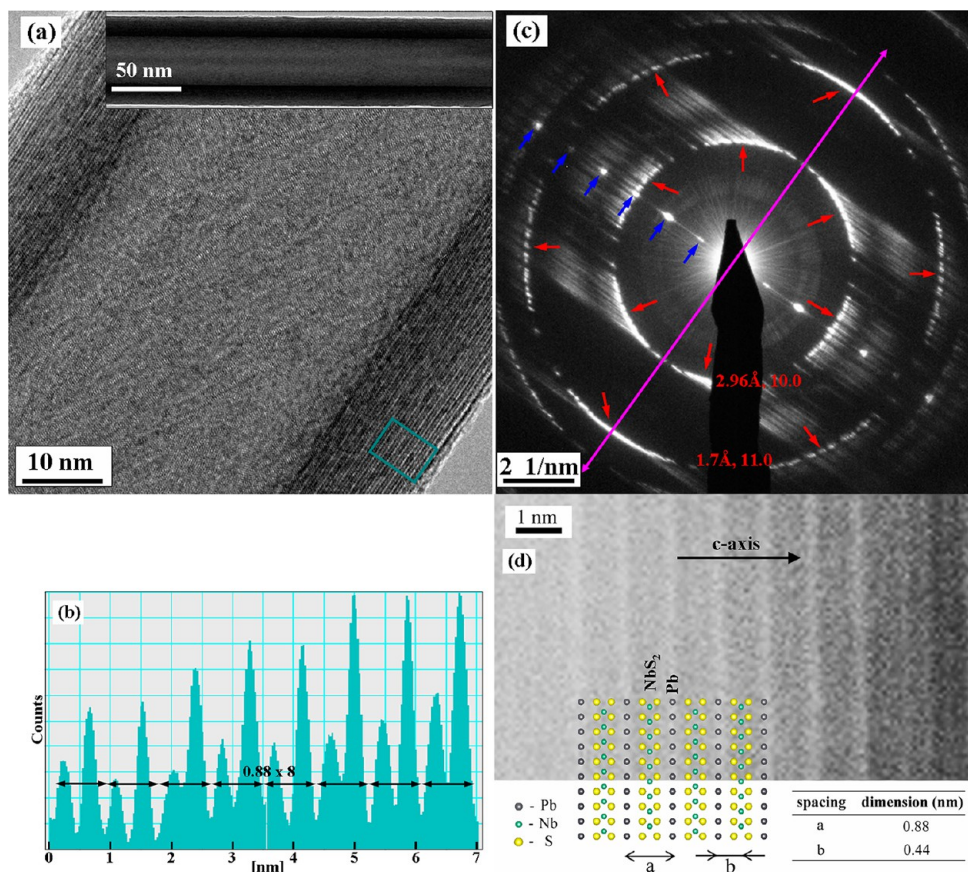 (a)
50 nm
10 nm
(c)
2.96Å, 10.0
1.7Å, 11.0
2 1/nm
(b)
Counts
0.88 x 8
0 1 2 3 4 5 6 7
[nm]
1 nm
(d)
c-axis
NbS₂
Pb
- Pb
- Nb
- S
a
b
spacing dimension (nm)
a 0.88
b 0.44